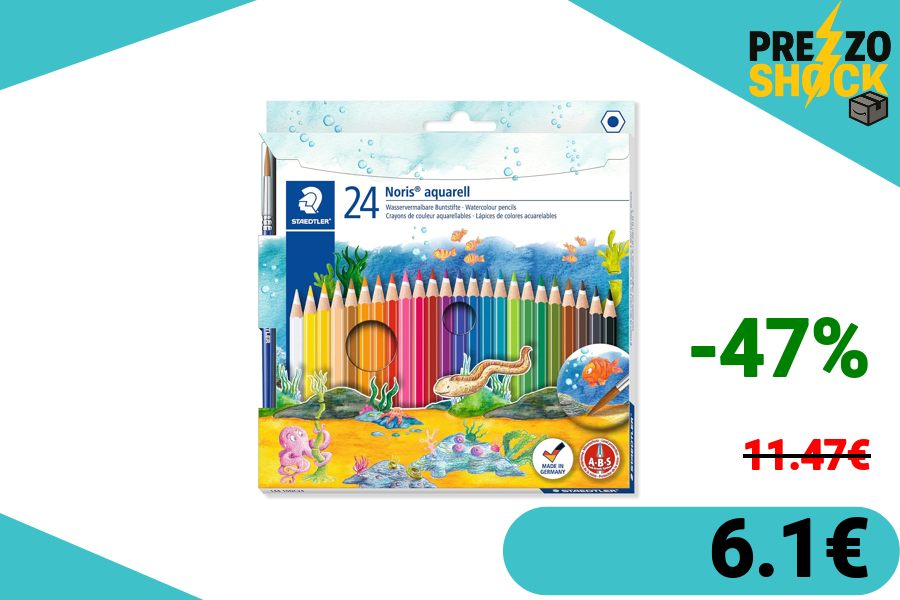 PREZZO
SHOCK
STAEDTLER
24
Noris® aquarell
Wasservermalbare Buntstifte · Watercolour pencils
Crayons de couleur aquarellables · Lápices de colores acuarelables
MADE IN
GERMANY
A·B·S
STAEDTLER
-47%
11.47€
6.1€